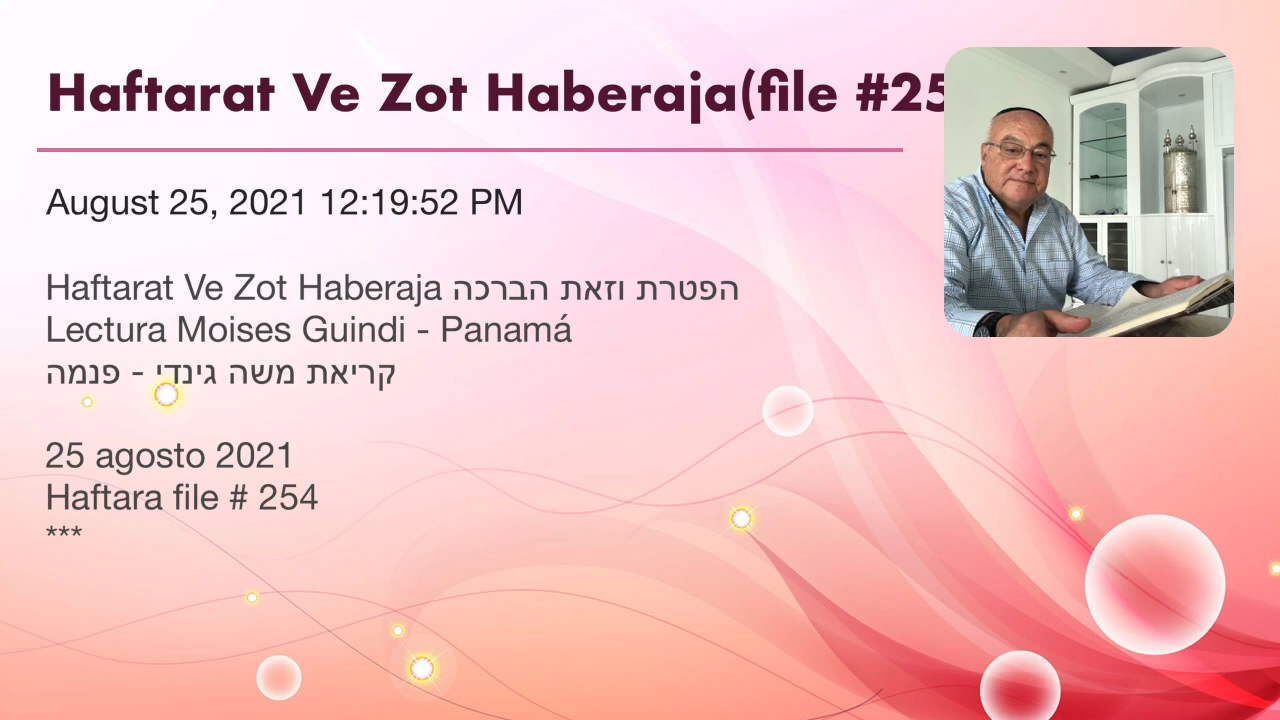 Haftarat Ve Zot Haberaja(file #25
August 25, 2021 12:19:52 PM
Haftarat Ve Zot Haberaja הפטרת וזאת הברכה
Lectura Moises Guindi - Panamá
קריאת משה גינדי - פנמה
25 agosto 2021
Haftara file # 254
***